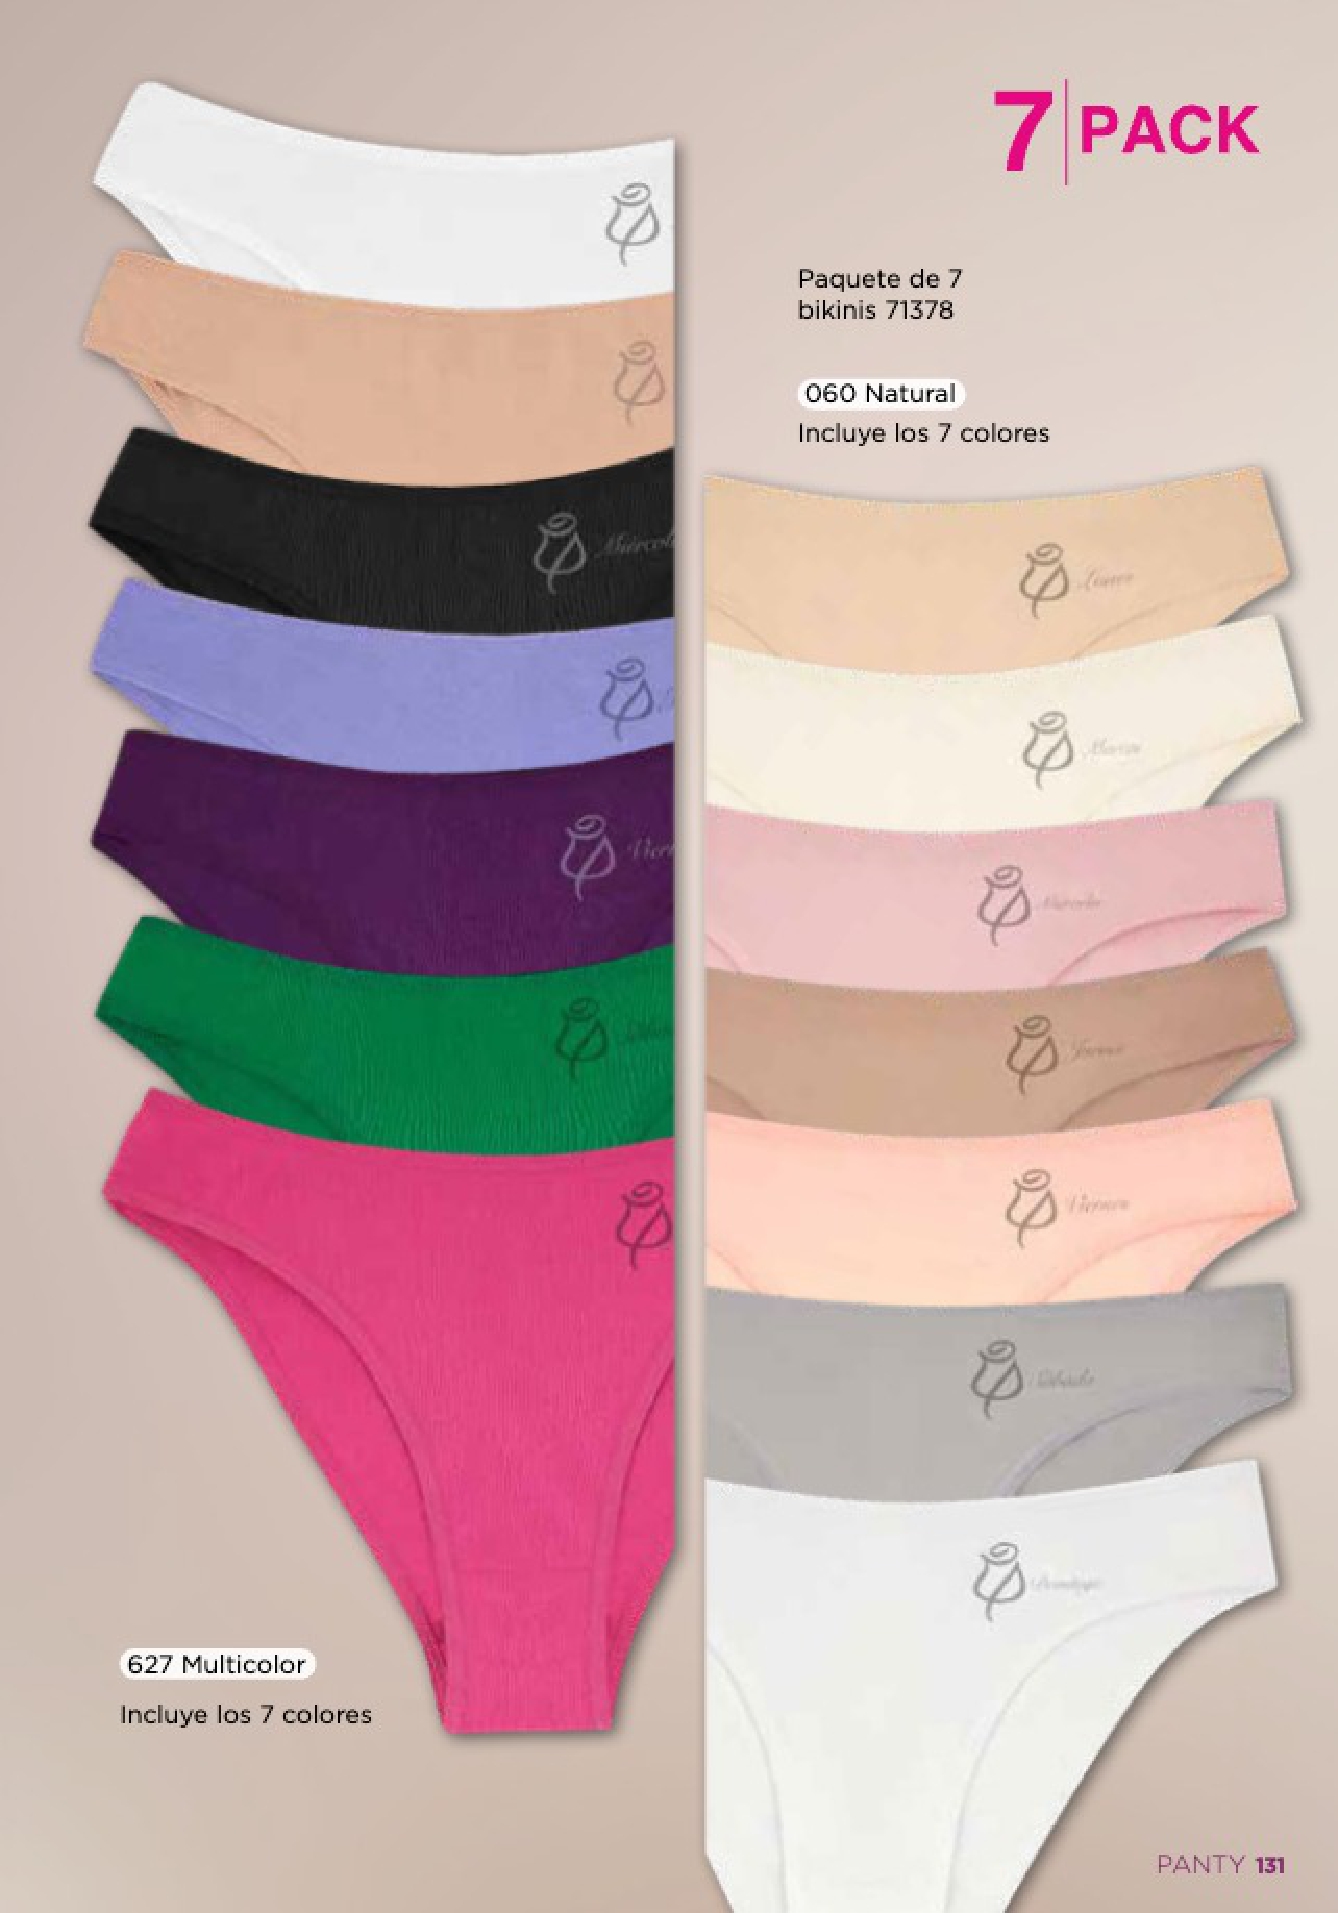 7 PACK
Paquete de 7
bikinis 71378
060 Natural
Incluye los 7 colores
Viernes
627 Multicolor
Incluye los 7 colores
PANTY 131